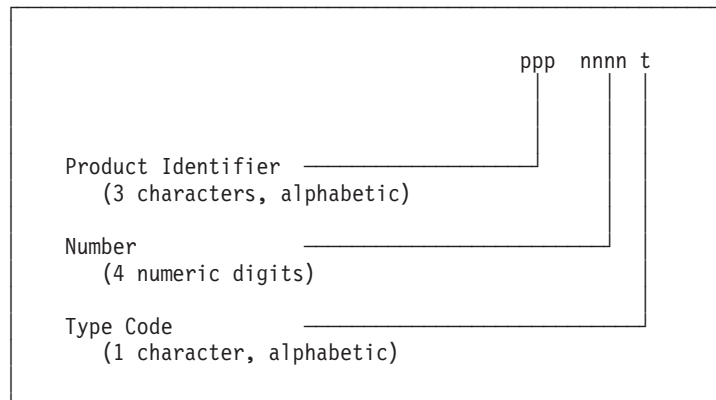 ppp nnnn t
Product Identifier
(3 characters, alphabetic)
Number
(4 numeric digits)
Type Code
(1 character, alphabetic)